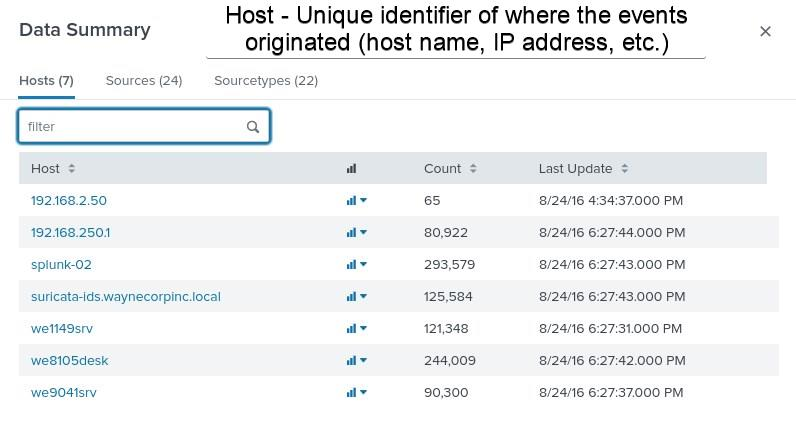 Data Summary
Host - Unique identifier of where the events
originated (host name, IP address, etc.)
Hosts (7) Sources (24) Sourcetypes (22)
filter
Host Count Last Update
192.168.2.50 65 8/24/16 4:34:37.000 PM
192.168.250.1 80,922 8/24/16 6:27:44.000 PM
splunk-02 293,579 8/24/16 6:27:43.000 PM
suricata-ids.waynecorpinc.local 125,584 8/24/16 6:27:43.000 PM
we1149srv 121,348 8/24/16 6:27:31.000 PM
we8105desk 244,009 8/24/16 6:27:42.000 PM
we9041srv 90,300 8/24/16 6:27:37.000 PM